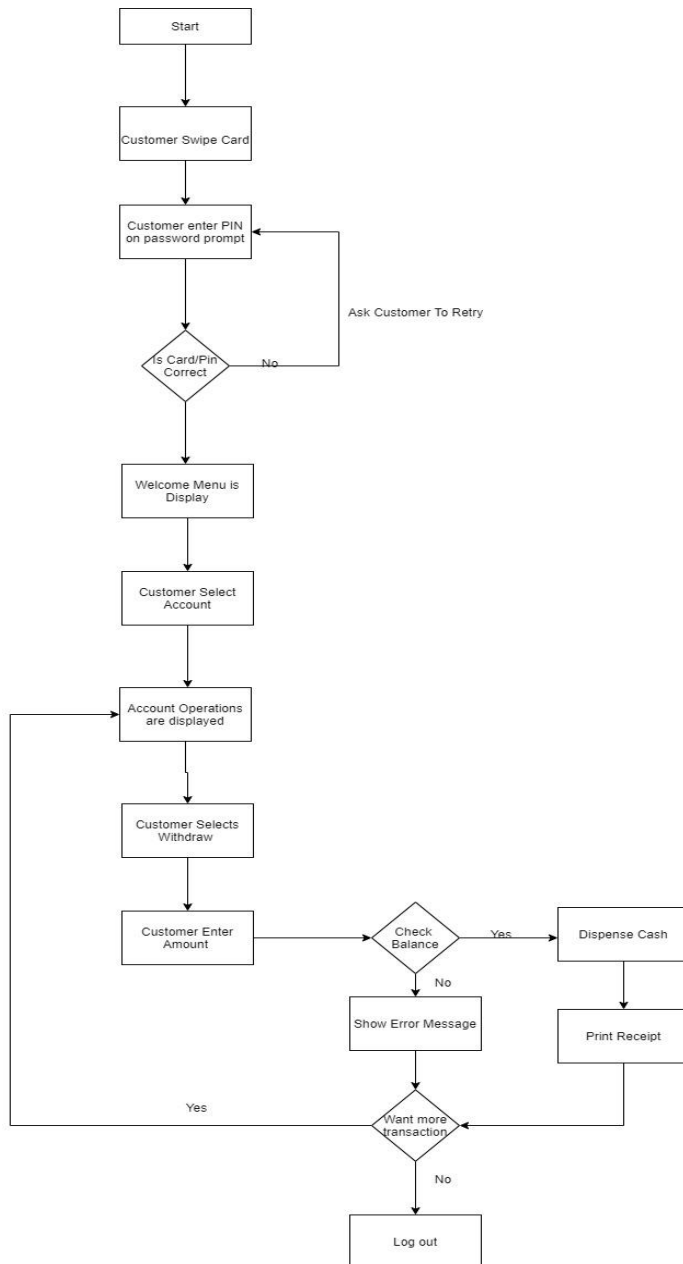 Start
Customer Swipe Card
Customer enter PIN
on password prompt
Ask Customer To Retry
Is Card/Pin
Correct
No
Welcome Menu is
Display
Customer Select
Account
Account Operations
are displayed
Customer Selects
Withdraw
Customer Enter
Amount
Check
Balance
Yes
Dispense Cash
No
Show Error Message
Print Receipt
Yes
Want more
transaction
No
Log out